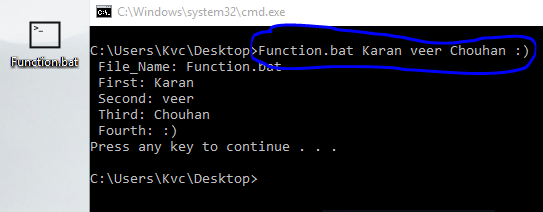 C:\Windows\system32\cmd.exe
>_
Function.bat
C:\Users\Kvc\Desktop>Function.bat Karan veer Chouhan :)
File_Name: Function.bat
First: Karan
Second: veer
Third: Chouhan
Fourth: :)
Press any key to continue . . .
C:\Users\Kvc\Desktop>